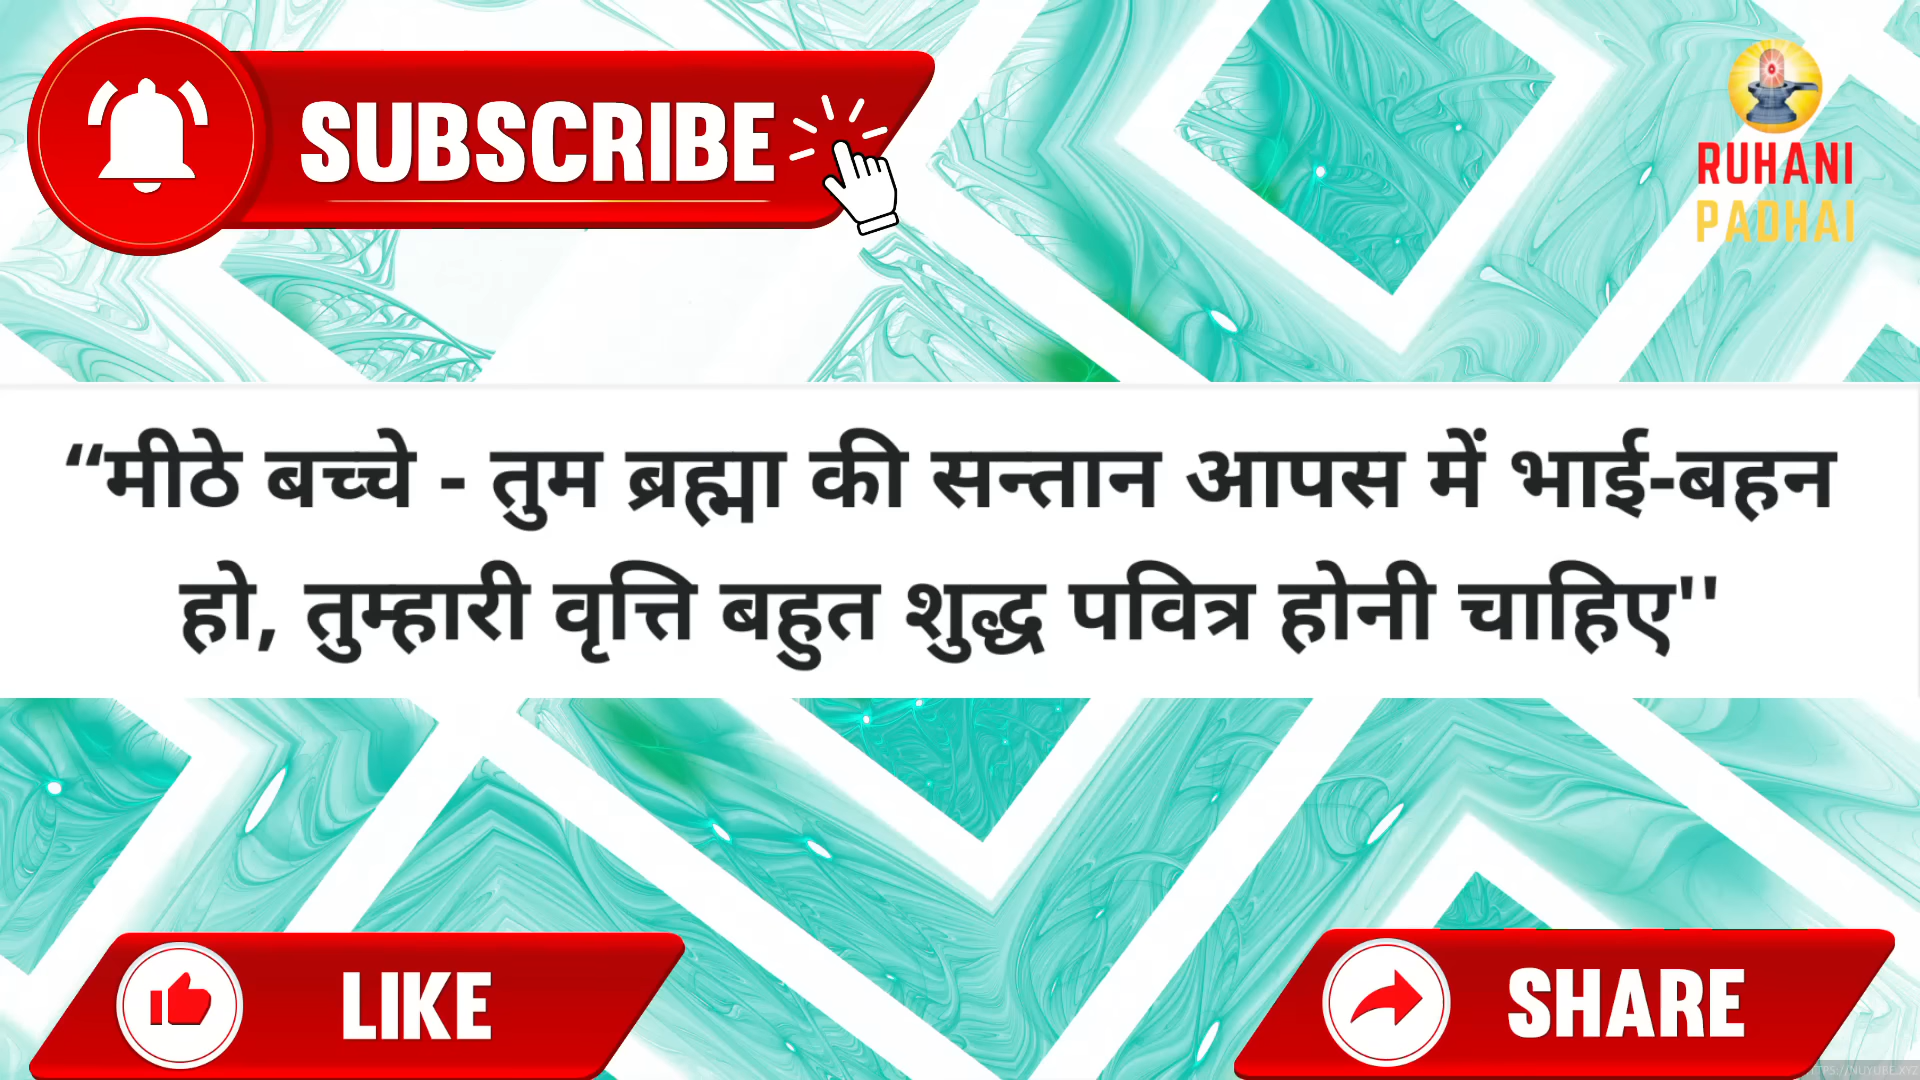 SUBSCRIBE
RUHANI
PADHAI
“मीठे बच्चे - तुम ब्रह्मा की सन्तान आपस में भाई-बहन
हो, तुम्हारी वृत्ति बहुत शुद्ध पवित्र होनी चाहिए''
LIKE
SHARE